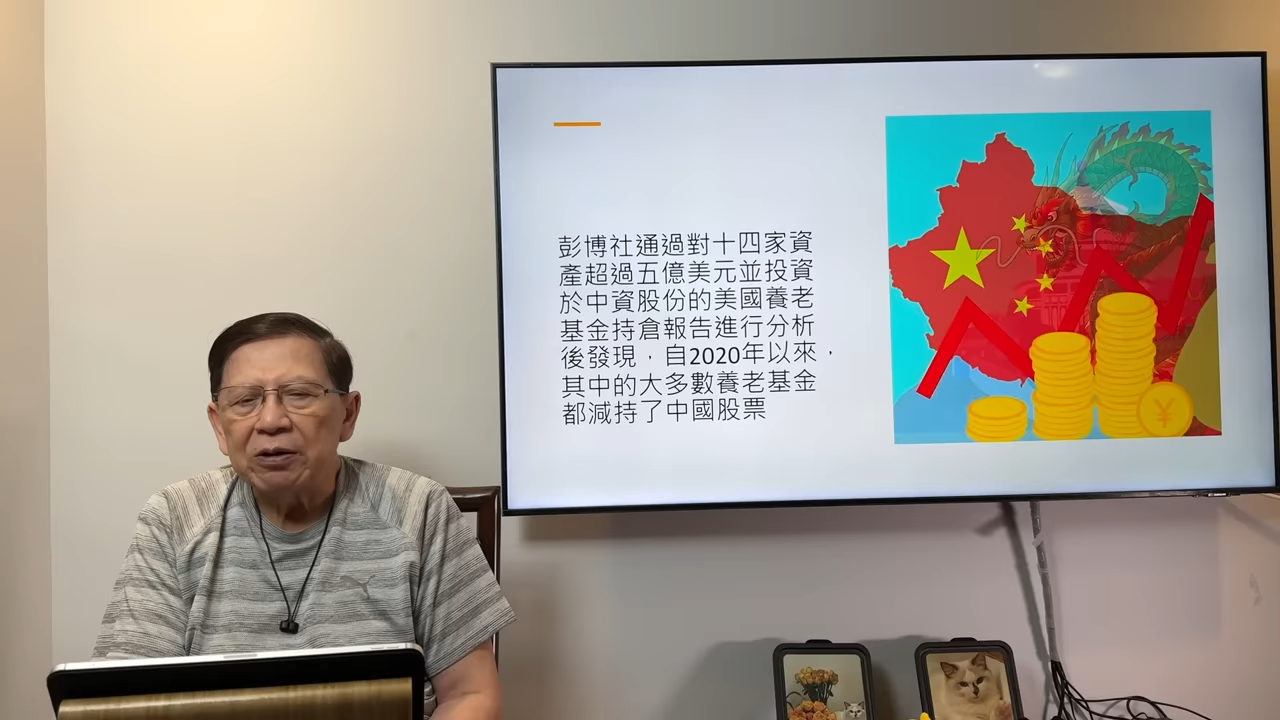 彭博社通過對十四家資
產超過五億美元並投資
於中資股份的美國養老
基金持倉報告進行分析
後發現，自2020年以來，
其中的大多數養老基金
都減持了中國股票
¥